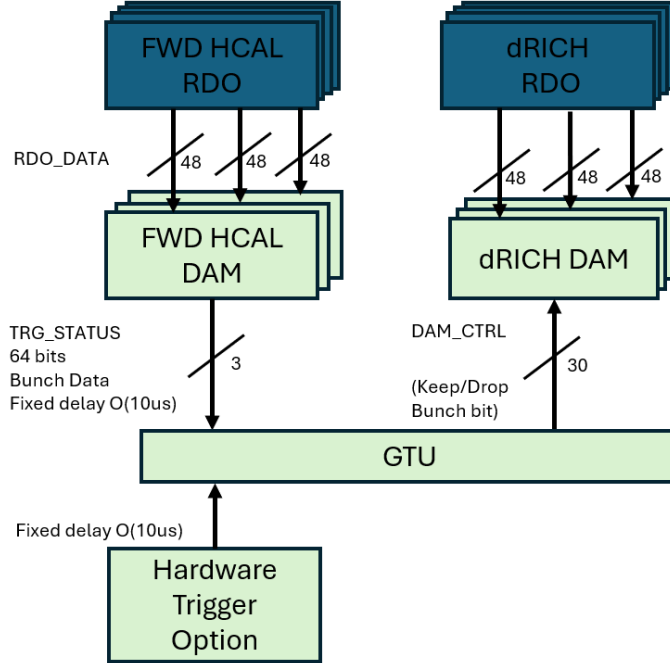 FWD HCAL
RDO
dRICH
RDO
RDO_DATA
48
48
48
48
48
48
FWD HCAL
DAM
dRICH DAM
TRG_STATUS
64 bits
Bunch Data
Fixed delay O(10us)
3
DAM_CTRL
(Keep/Drop
Bunch bit)
30
GTU
Fixed delay O(10us)
Hardware
Trigger
Option